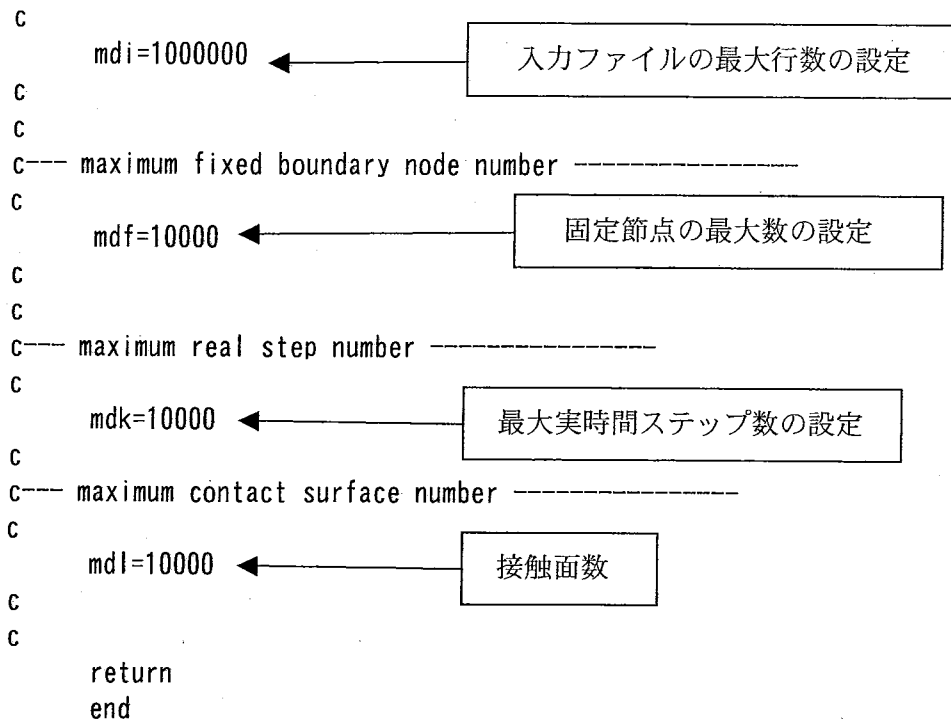 c
mdi=1000000
入力ファイルの最大行数の設定
c
c
c--- maximum fixed boundary node number ------------------
c
mdf=10000
固定節点の最大数の設定
c
c
c--- maximum real step number ------------------
c
mdk=10000
最大実時間ステップ数の設定
c
c--- maximum contact surface number ------------------
c
mdl=10000
接触面数
c
c
return
end